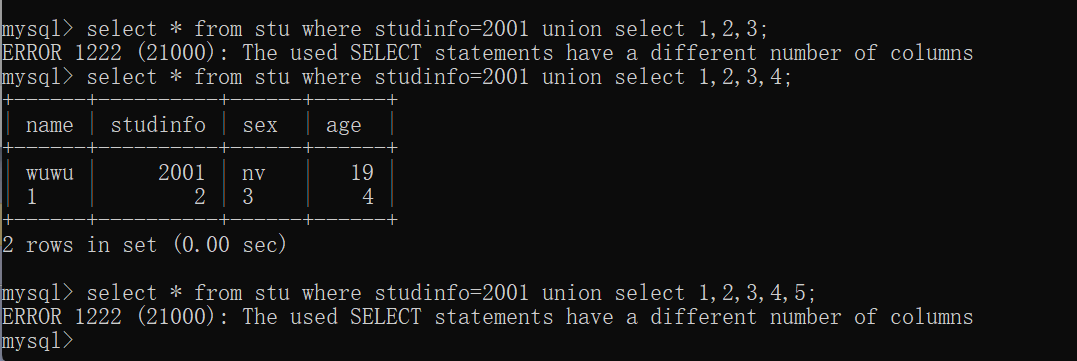 mysql> select * from stu where studinfo=2001 union select 1,2,3;
ERROR 1222 (21000): The used SELECT statements have a different number of columns
mysql> select * from stu where studinfo=2001 union select 1,2,3,4;
+------+----------+------+------+
| name | studinfo | sex  | age  |
+------+----------+------+------+
| wuwu |     2001 | nv   |   19 |
| 1    |        2 | 3    |    4 |
+------+----------+------+------+
2 rows in set (0.00 sec)
mysql> select * from stu where studinfo=2001 union select 1,2,3,4,5;
ERROR 1222 (21000): The used SELECT statements have a different number of columns
mysql>